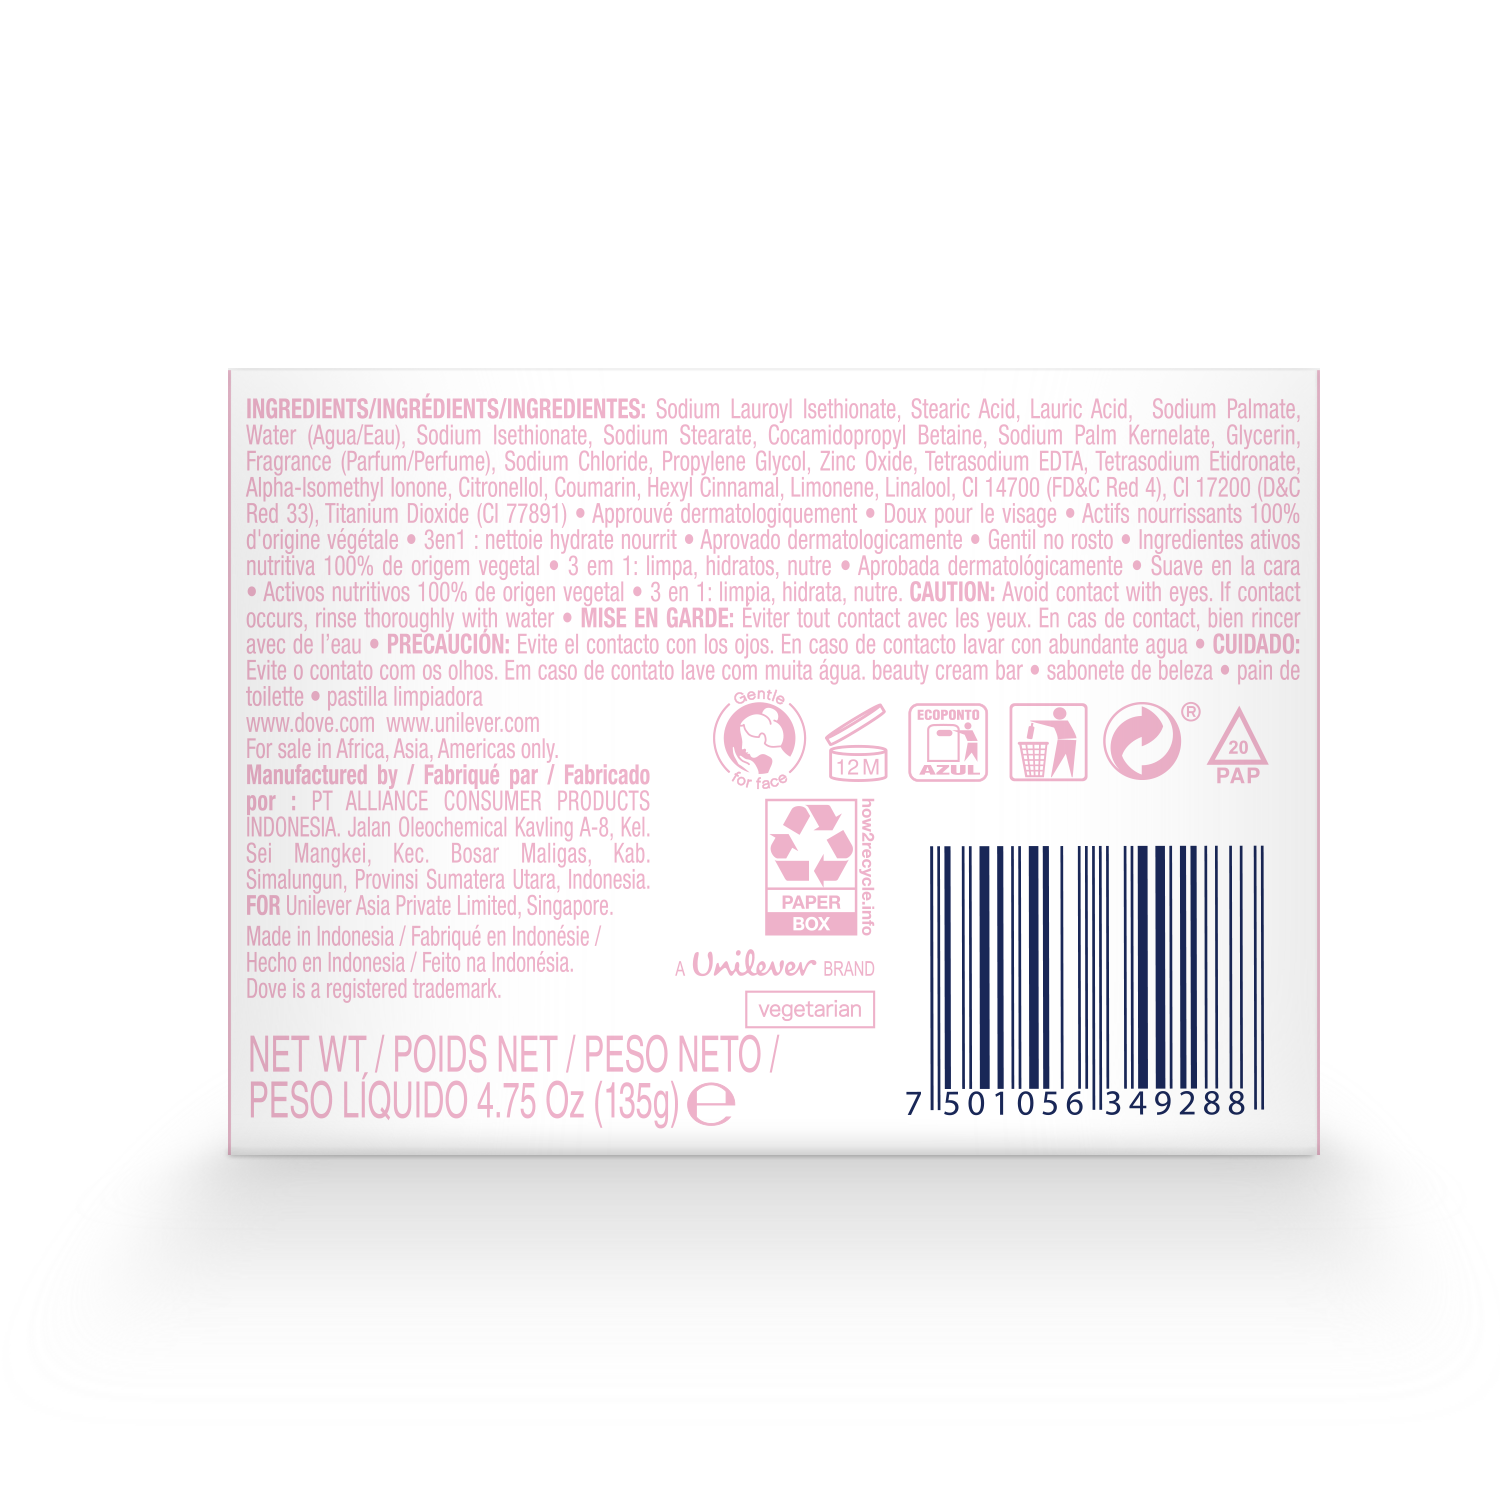 INGREDIENTS/INGRÉDIENTS/INGREDIENTES: Sodium Lauroyl Isethionate, Stearic Acid, Lauric Acid, Sodium Palmate,
Water (Agua/Eau), Sodium Isethionate, Sodium Stearate, Cocamidopropyl Betaine, Sodium Palm Kernelate, Glycerin,
Fragrance (Parfum/Perfume), Sodium Chloride, Propylene Glycol, Zinc Oxide, Tetrasodium EDTA, Tetrasodium Etidronate,
Alpha-Isomethyl Ionone, Citronellol, Coumarin, Hexyl Cinnamal, Limonene, Linalool, CI 14700 (FD&C Red 4), CI 17200 (D&C
Red 33), Titanium Dioxide (CI 77891) • Approuvé dermatologiquement • Doux pour le visage • Actifs nourrissants 100%
d'origine végétale • 3en1 : nettoie hydrate nourrit • Aprovado dermatologicamente • Gentil no rosto • Ingredientes ativos
nutritiva 100% de origem vegetal • 3 em 1: limpa, hidratos, nutre • Aprobada dermatológicamente • Suave en la cara
• Activos nutritivos 100% de origen vegetal • 3 en 1: limpia, hidrata, nutre. CAUTION: Avoid contact with eyes. If contact
occurs, rinse thoroughly with water • MISE EN GARDE: Éviter tout contact avec les yeux. En cas de contact, bien rincer
avec de l'eau • PRECAUCIÓN: Evite el contacto con los ojos. En caso de contacto lavar con abundante agua • CUIDADO:
Evite o contato com os olhos. Em caso de contato lave com muita água. beauty cream bar • sabonete de beleza • pain de
toilette • pastilla limpiadora
www.dove.com www.unilever.com
For sale in Africa, Asia, Americas only.
Manufactured by / Fabriqué par / Fabricado
por : PT ALLIANCE CONSUMER PRODUCTS
INDONESIA. Jalan Oleochemical Kavling A-8, Kel.
Sei Mangkei, Kec. Bosar Maligas, Kab.
Simalungun, Provinsi Sumatera Utara, Indonesia.
FOR Unilever Asia Private Limited, Singapore.
Made in Indonesia / Fabriqué en Indonésie /
Hecho en Indonesia / Feito na Indonésia.
Dove is a registered trademark.
NET WT / POIDS NET / PESO NETO /
PESO LÍQUIDO 4.75 Oz (135g) ℮
Gentle
for face
12 M
ECOPONTO
AZUL
®
20
PAP
PAPER
BOX
how2recycle.info
A Unilever BRAND
vegetarian
7 501056 349288